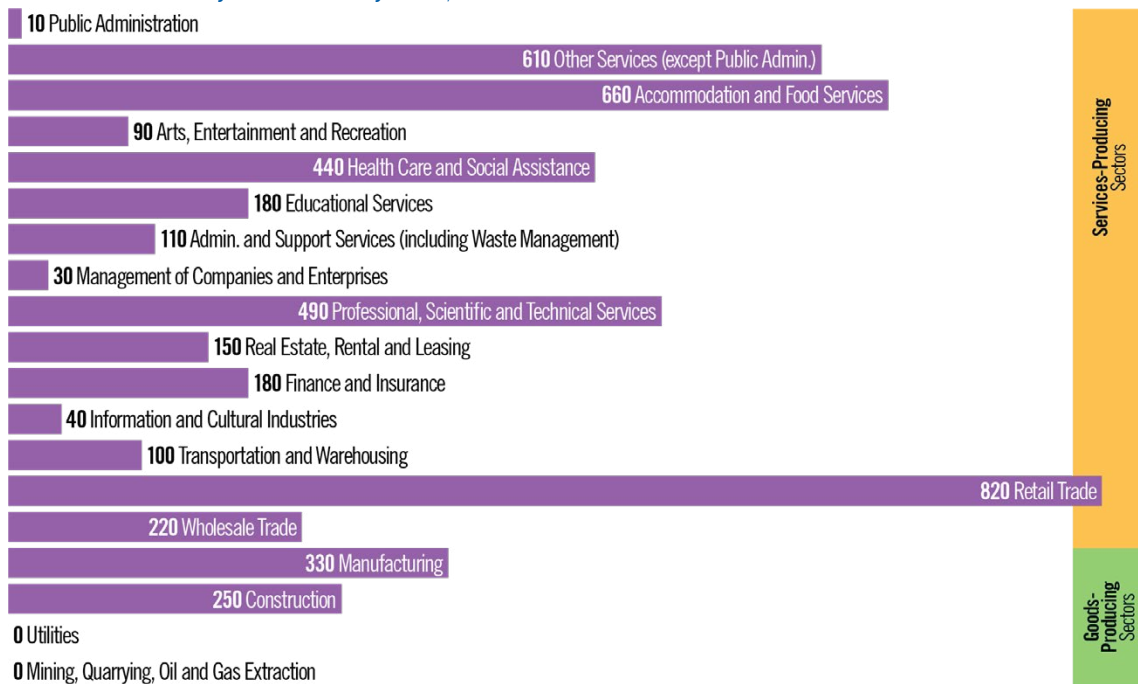 10 Public Administration
610 Other Services (except Public Admin.)
660 Accommodation and Food Services
90 Arts, Entertainment and Recreation
440 Health Care and Social Assistance
180 Educational Services
110 Admin. and Support Services (including Waste Management)
30 Management of Companies and Enterprises
490 Professional, Scientific and Technical Services
150 Real Estate, Rental and Leasing
180 Finance and Insurance
40 Information and Cultural Industries
100 Transportation and Warehousing
820 Retail Trade
220 Wholesale Trade
330 Manufacturing
250 Construction
0 Utilities
0 Mining, Quarrying, Oil and Gas Extraction
Services-Producing
Sectors
Goods-
Producing
Sectors